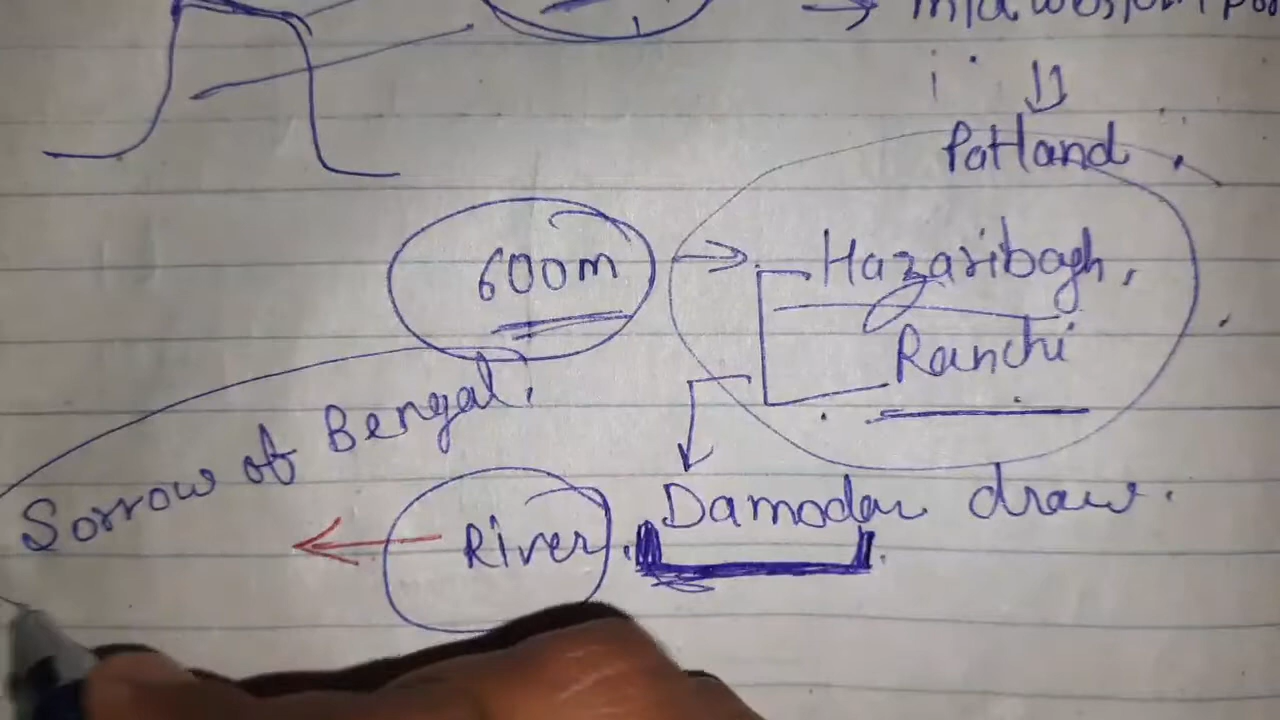 Patland.
600m → Hazaribagh,
Ranchi
Sorrow of Bengal.
River. Damodar draw.